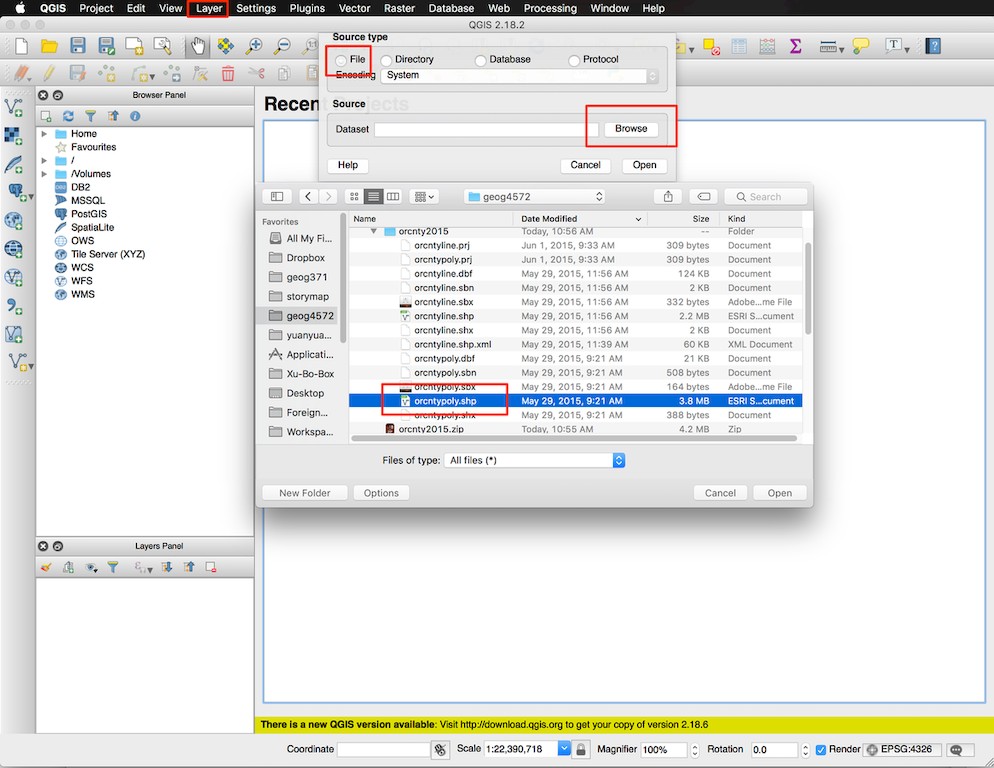 QGIS Project Edit View Layer Settings Plugins Vector Raster Database Web Processing Window Help
QGIS 2.18.2
Source type
File Directory Database Protocol
Encoding System
Source
Dataset Browse
Help Cancel Open
Browser Panel
Home
Favourites
/
/Volumes
DB2
MSSQL
PostGIS
SpatiaLite
OWS
Tile Server (XYZ)
WCS
WFS
WMS
Recent Projects
geog4572
Search
Favorites
All My Fi...
Dropbox
geog371
storymap
geog4572
yuanyua...
Applicati...
Xu-Bo-Box
Desktop
Foreign...
Workspa...
Name Date Modified Size Kind
orcnty2015 Today, 10:56 AM -- Folder
orcntyline.prj Jun 1, 2015, 9:33 AM 309 bytes Document
orcntypoly.prj Jun 1, 2015, 9:33 AM 309 bytes Document
orcntyline.dbf May 29, 2015, 11:56 AM 124 KB Document
orcntyline.sbn May 29, 2015, 11:56 AM 2 KB Document
orcntyline.sbx May 29, 2015, 11:56 AM 332 bytes Adobe...me File
orcntyline.shp May 29, 2015, 11:56 AM 2.2 MB ESRI S...cument
orcntyline.shx May 29, 2015, 11:56 AM 2 KB Document
orcntyline.shp.xml May 29, 2015, 11:39 AM 60 KB XML Document
orcntypoly.dbf May 29, 2015, 9:21 AM 21 KB Document
orcntypoly.sbn May 29, 2015, 9:21 AM 508 bytes Document
orcntypoly.sbx May 29, 2015, 9:21 AM 164 bytes Adobe...me File
orcntypoly.shp May 29, 2015, 9:21 AM 3.8 MB ESRI S...cument
orcntypoly.shx May 29, 2015, 9:21 AM 388 bytes Document
orcnty2015.zip Today, 10:55 AM 4.2 MB Zip
Files of type: All files (*)
New Folder Options Cancel Open
Layers Panel
There is a new QGIS version available: Visit http://download.qgis.org to get your copy of version 2.18.6
Coordinate Scale 1:22,390,718 Magnifier 100% Rotation 0.0 Render EPSG:4326